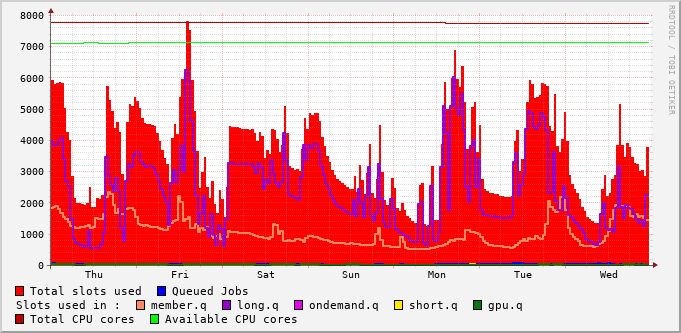 8000
7000
6000
5000
4000
3000
2000
1000
0
Thu Fri Sat Sun Mon Tue Wed
RRDTOOL / TOBI OETIKER
Total slots used Queued Jobs
Slots used in : member.q long.q ondemand.q short.q gpu.q
Total CPU cores Available CPU cores